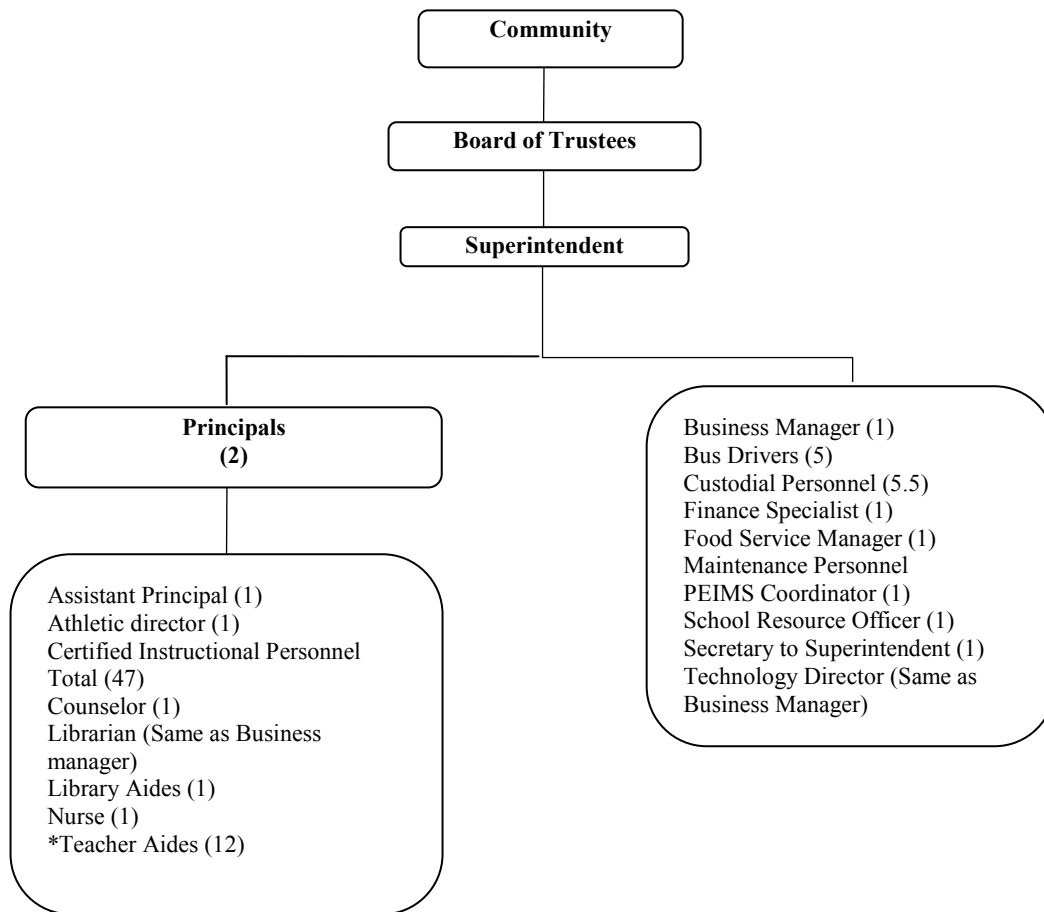 Community
Board of Trustees
Superintendent
Principals
(2)
Assistant Principal (1)
Athletic director (1)
Certified Instructional Personnel
Total (47)
Counselor (1)
Librarian (Same as Business
manager)
Library Aides (1)
Nurse (1)
*Teacher Aides (12)
Business Manager (1)
Bus Drivers (5)
Custodial Personnel (5.5)
Finance Specialist (1)
Food Service Manager (1)
Maintenance Personnel
PEIMS Coordinator (1)
School Resource Officer (1)
Secretary to Superintendent (1)
Technology Director (Same as
Business Manager)